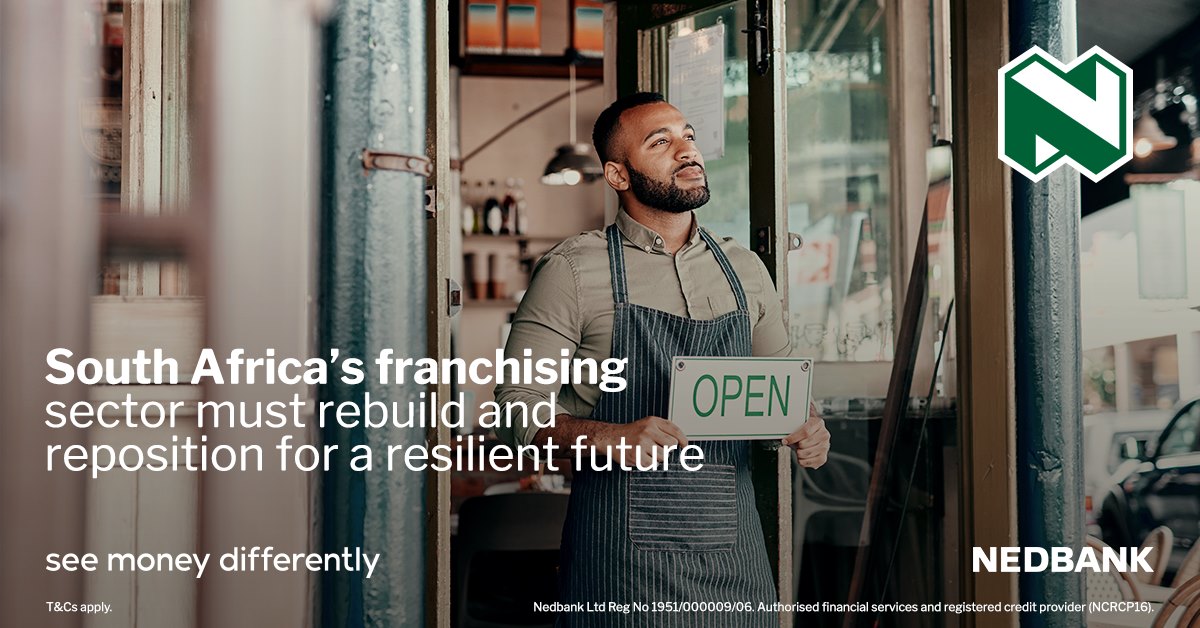 OPEN
South Africa's franchising
sector must rebuild and
reposition for a resilient future
see money differently
NEDBANK
T&Cs apply.
Nedbank Ltd Reg No 1951/000009/06. Authorised financial services and registered credit provider (NCRCP16).